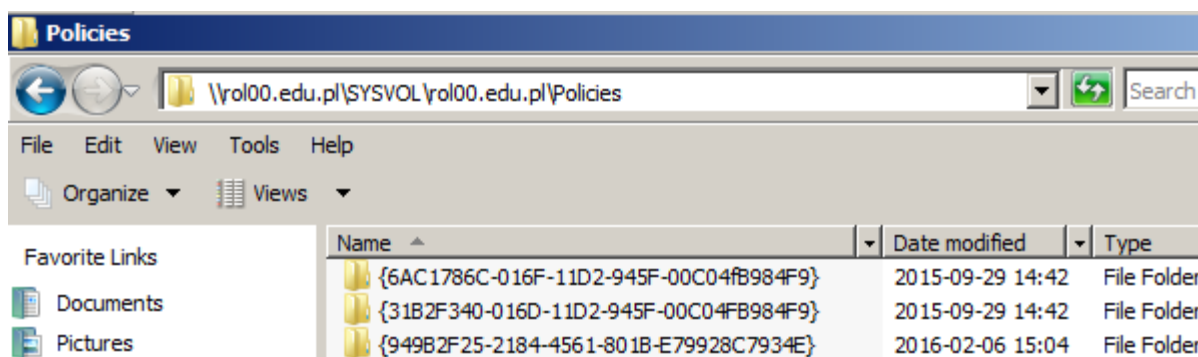 Policies
\\rol00.edu.pl\SYSVOL\rol00.edu.pl\Policies
Search
File Edit View Tools Help
Organize Views
Favorite Links
Documents
Pictures
Name Date modified Type
{6AC1786C-016F-11D2-945F-00C04fB984F9} 2015-09-29 14:42 File Folder
{31B2F340-016D-11D2-945F-00C04FB984F9} 2015-09-29 14:42 File Folder
{949B2F25-2184-4561-801B-E79928C7934E} 2016-02-06 15:04 File Folder